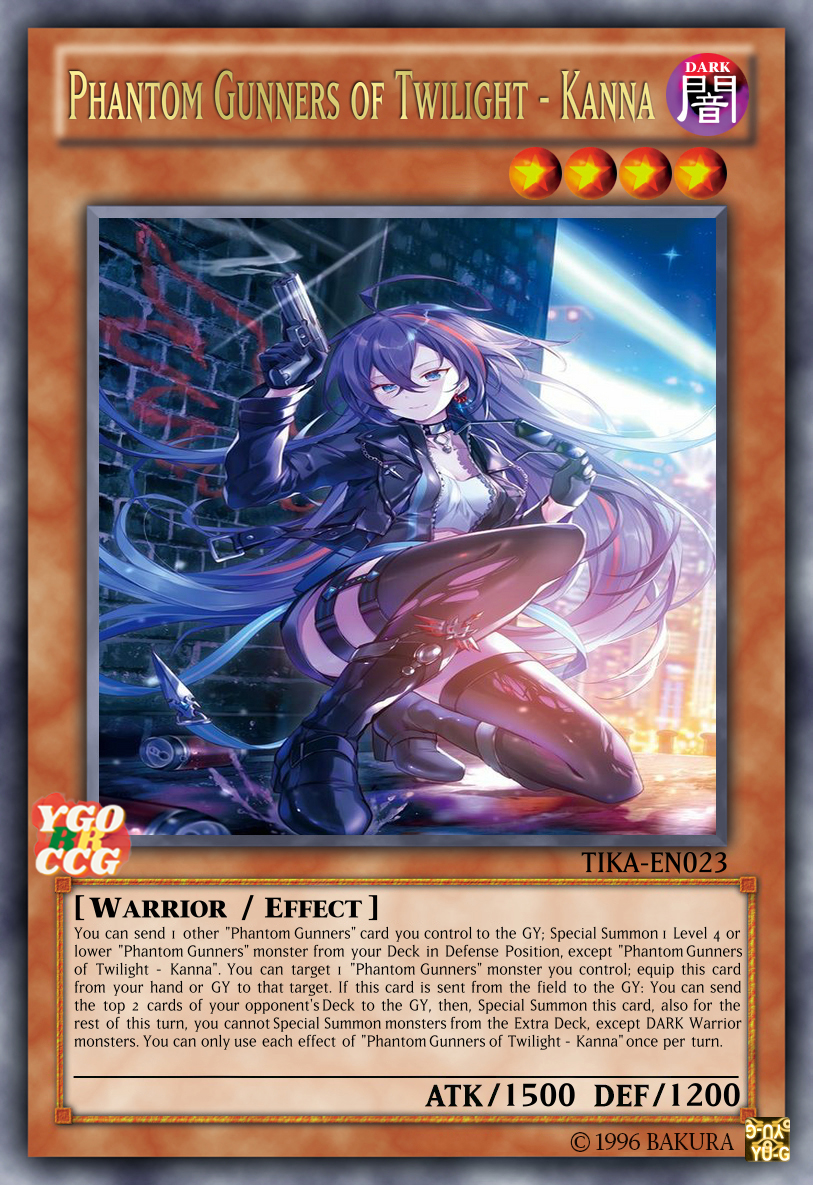 PHANTOM GUNNERS OF TWILIGHT - KANNA
DARK
闇
TIKA-EN023
YGO
RR
CCG
[ WARRIOR / EFFECT ]
You can send 1 other "Phantom Gunners" card you control to the GY; Special Summon 1 Level 4 or
lower "Phantom Gunners" monster from your Deck in Defense Position, except "Phantom Gunners
of Twilight - Kanna". You can target 1 "Phantom Gunners" monster you control; equip this card
from your hand or GY to that target. If this card is sent from the field to the GY: You can send
the top 2 cards of your opponent's Deck to the GY, then, Special Summon this card, also for the
rest of this turn, you cannot Special Summon monsters from the Extra Deck, except DARK Warrior
monsters. You can only use each effect of "Phantom Gunners of Twilight - Kanna" once per turn.
ATK/1500 DEF/1200
© 1996 BAKURA